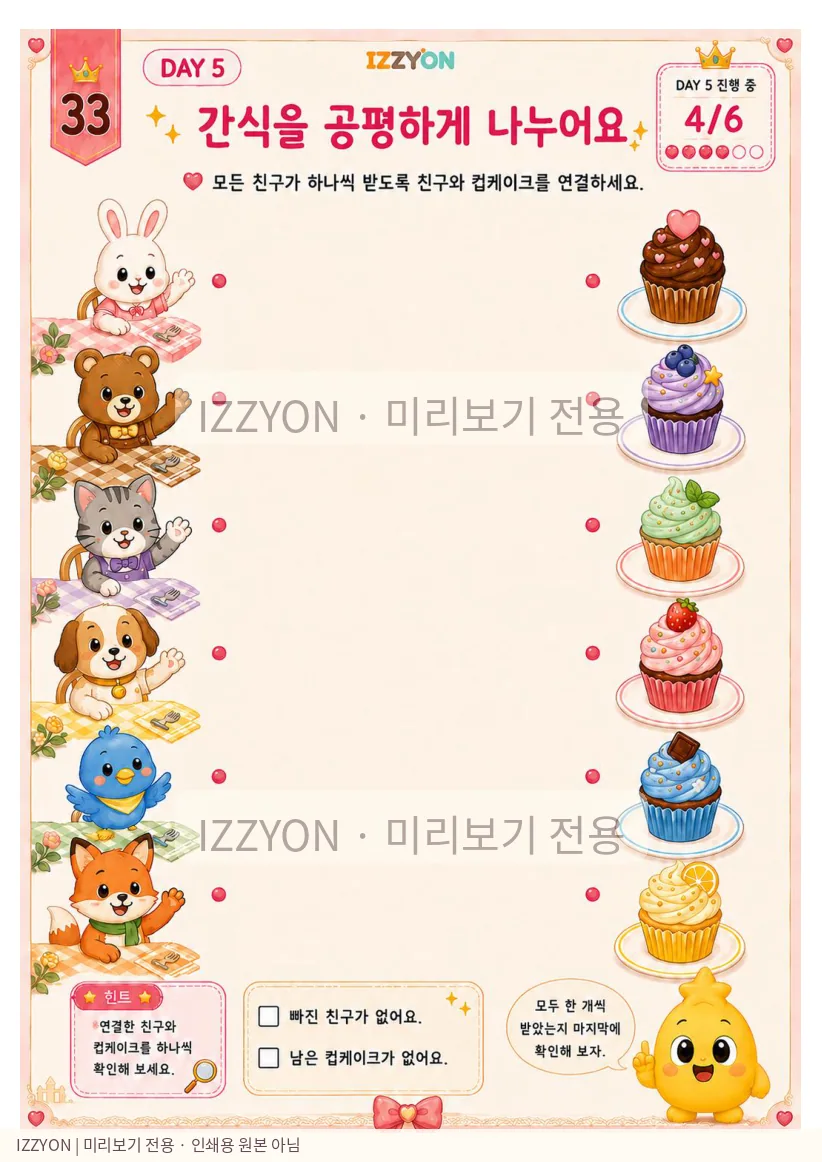 33
DAY 5
IZZYON
DAY 5 진행 중
4/6
간식을 공평하게 나누어요
모든 친구가 하나씩 받도록 친구와 컵케이크를 연결하세요.
IZZYON · 미리보기 전용
IZZYON · 미리보기 전용
힌트
연결한 친구와
컵케이크를 하나씩
확인해 보세요.
빠진 친구가 없어요.
남은 컵케이크가 없어요.
모두 한 개씩
받았는지 마지막에
확인해 보자.
IZZYON | 미리보기 전용 · 인쇄용 원본 아님